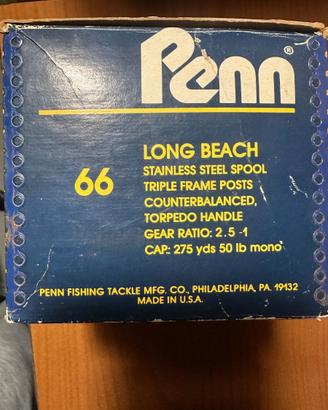 Penn®
LONG BEACH
66
STAINLESS STEEL SPOOL
TRIPLE FRAME POSTS
COUNTERBALANCED,
TORPEDO HANDLE
GEAR RATIO: 2.5 -1
CAP.: 275 yds 50 lb mono
PENN FISHING TACKLE MFG. CO., PHILADELPHIA, PA. 19132
MADE IN U.S.A.